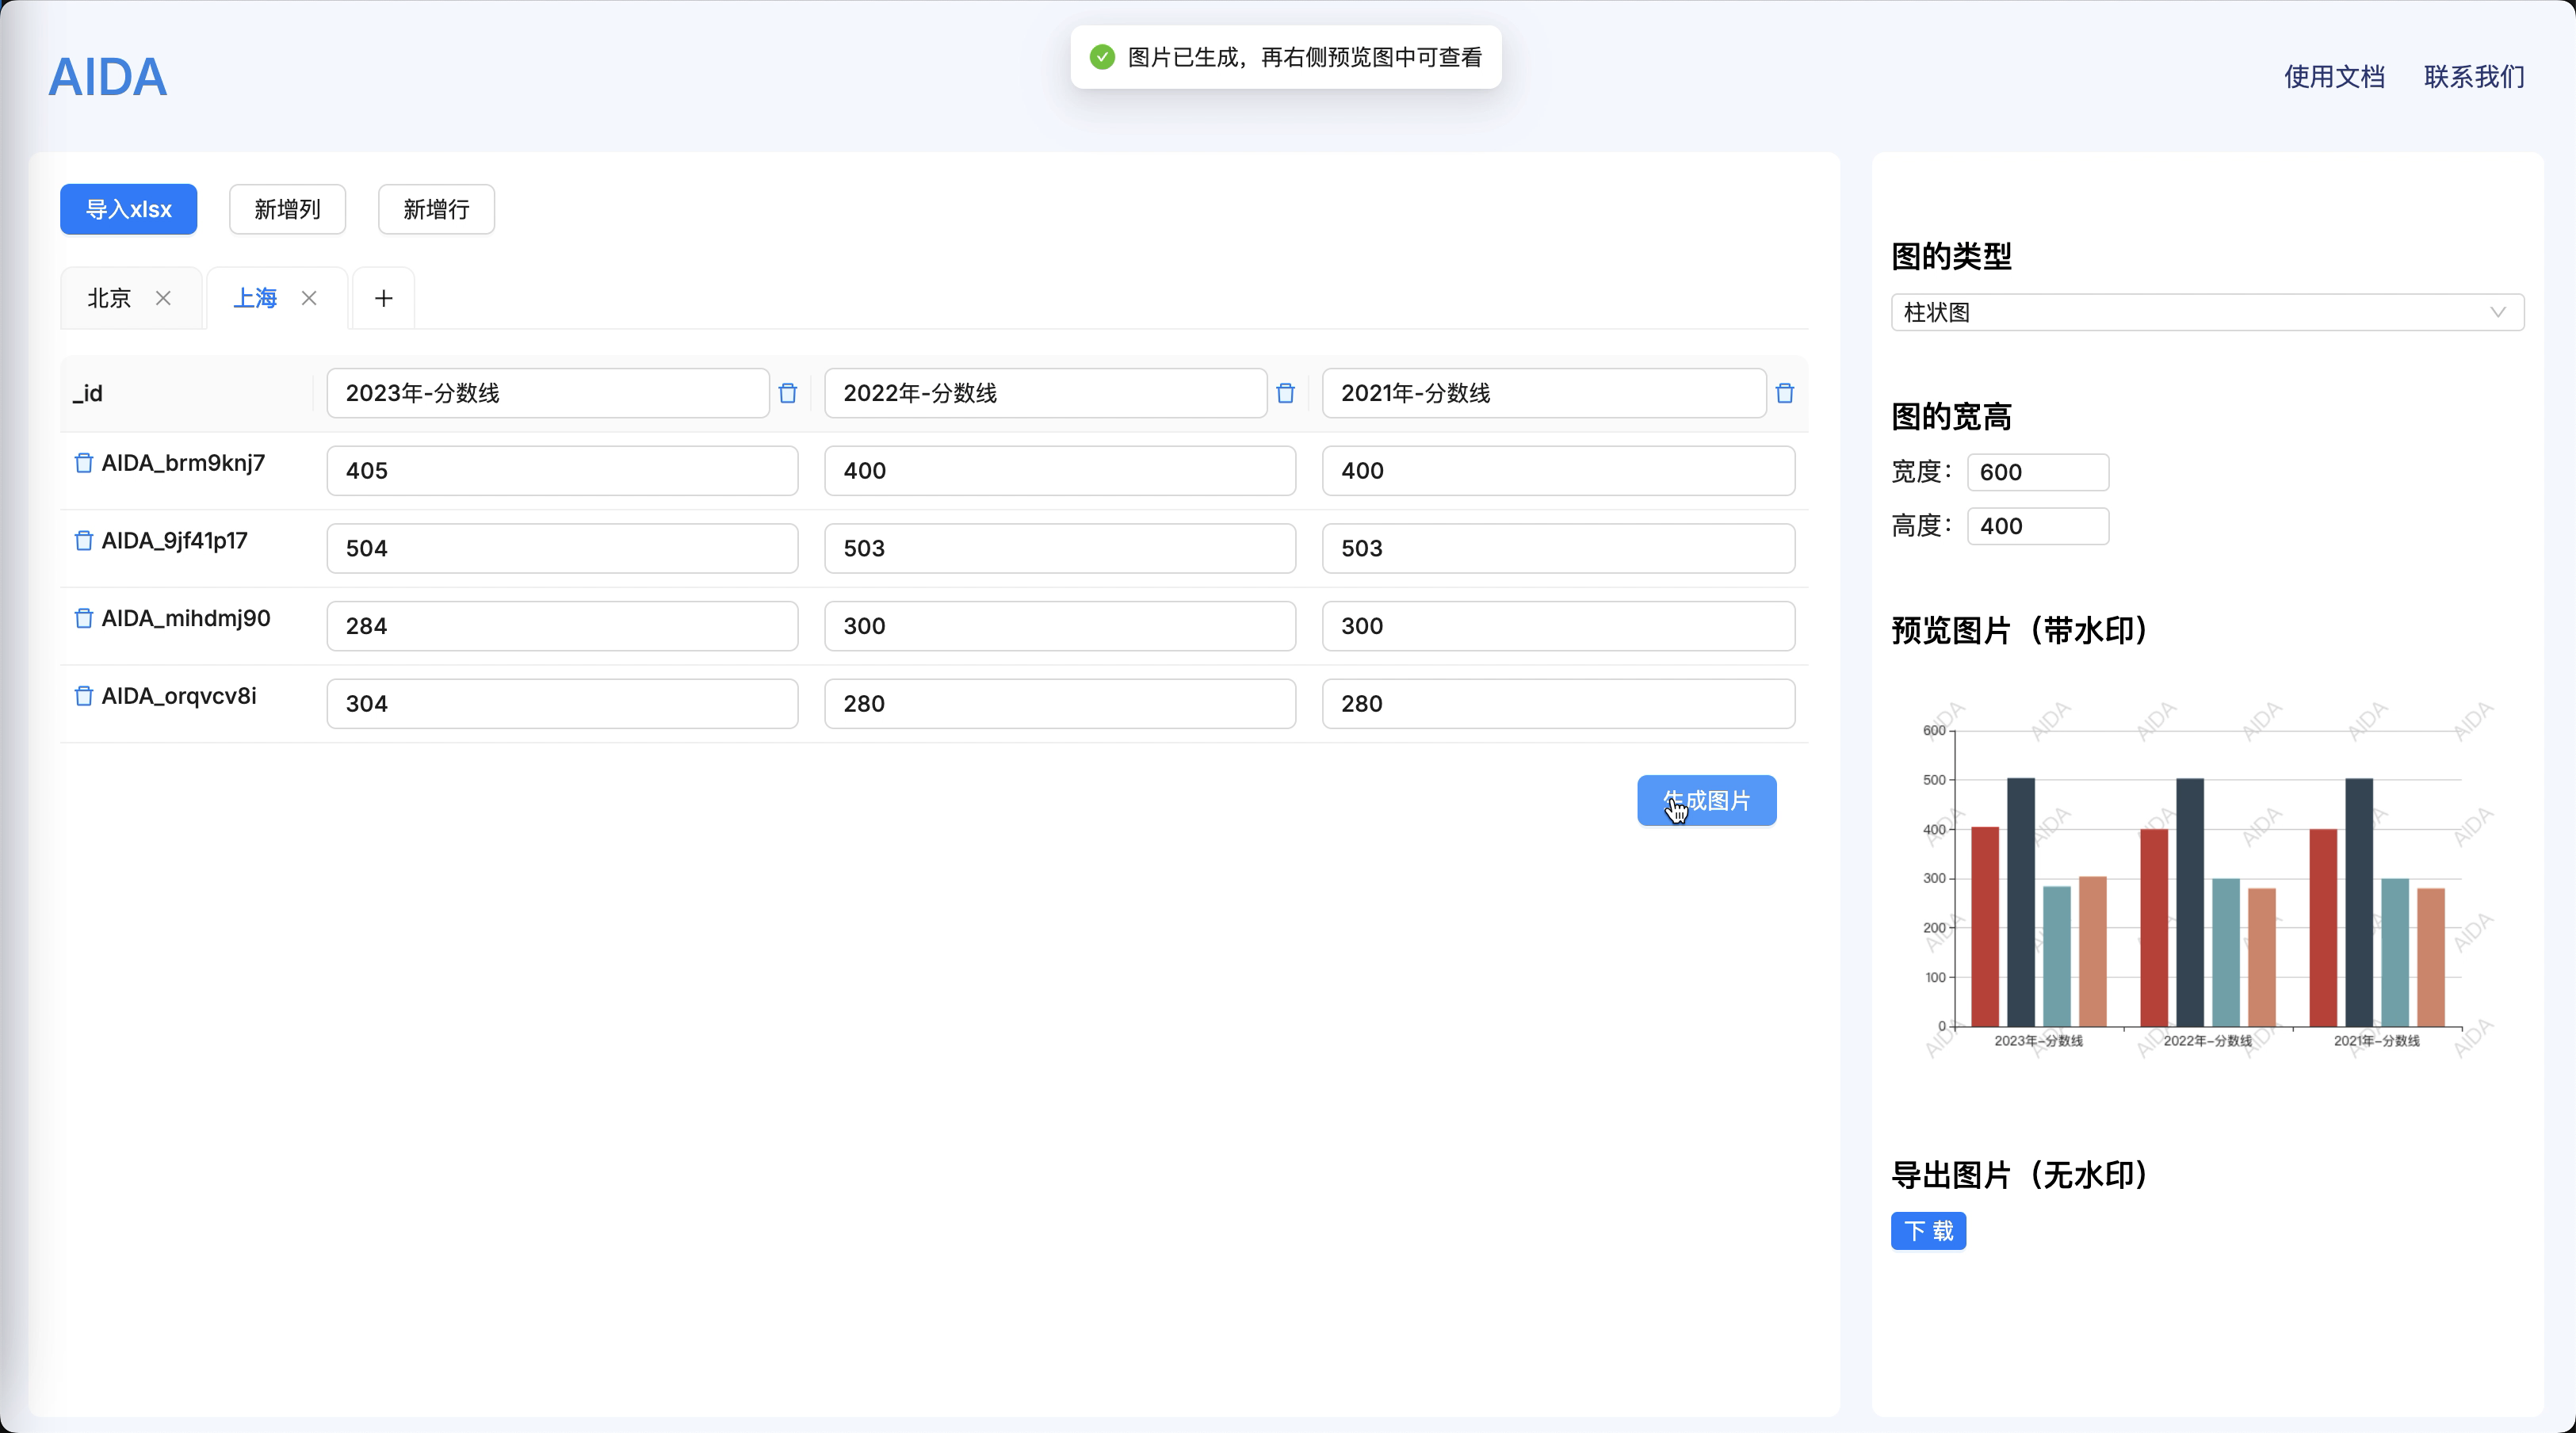 图片已生成，再右侧预览图中可查看
AIDA
使用文档 联系我们
导入xlsx 新增列 新增行
北京 上海
_id 2023年-分数线 2022年-分数线 2021年-分数线
AIDA_brm9knj7 405 400 400
AIDA_9jf41p17 504 503 503
AIDA_mihdmj90 284 300 300
AIDA_orqvcv8i 304 280 280
生成图片
图的类型
柱状图
图的宽高
宽度： 600
高度： 400
预览图片（带水印）
AIDA AIDA AIDA AIDA AIDA AIDA
600
500
400
300
200
100
0
2023年-分数线 2022年-分数线 2021年-分数线
导出图片（无水印）
下 载